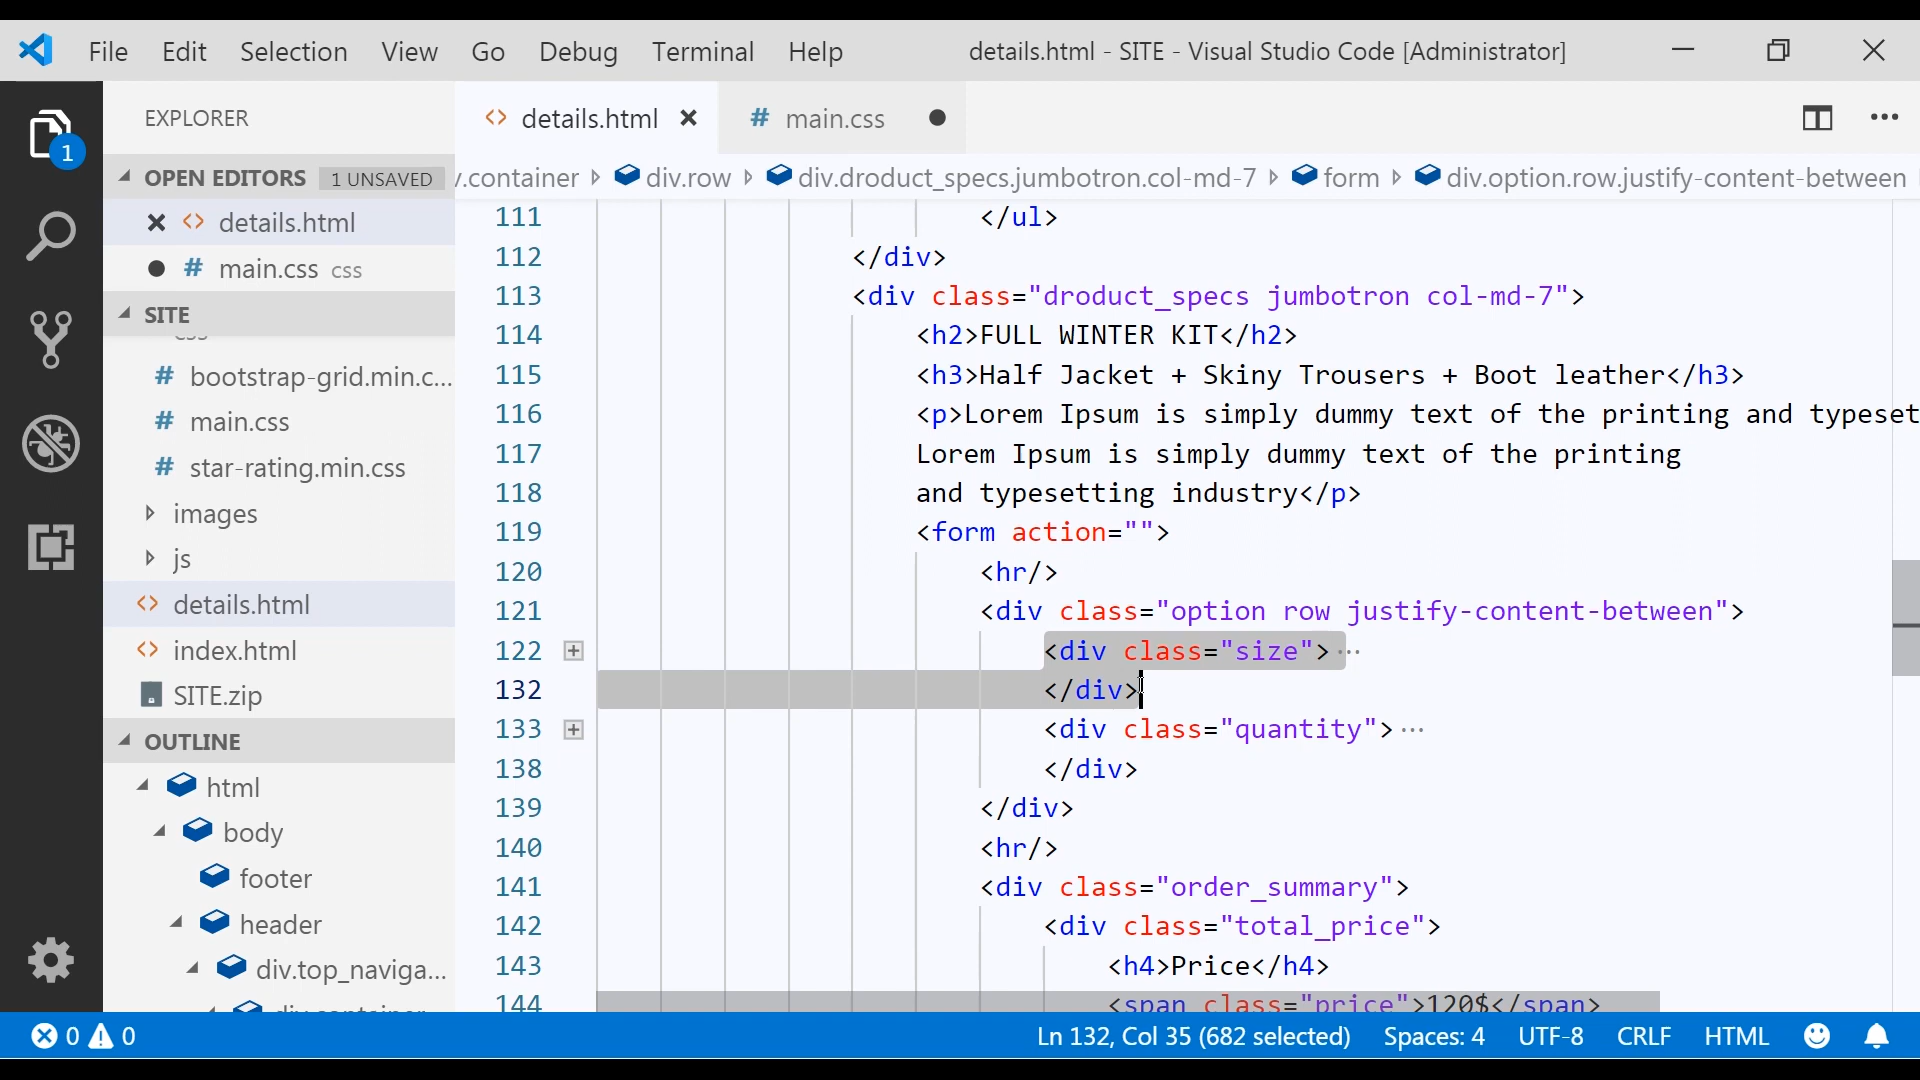 File Edit Selection View Go Debug Terminal Help details.html - SITE - Visual Studio Code [Administrator]
1
EXPLORER
OPEN EDITORS 1 UNSAVED
details.html
# main.css css
SITE
css
# bootstrap-grid.min.c...
# main.css
# star-rating.min.css
images
js
<> details.html
<> index.html
SITE.zip
OUTLINE
html
body
footer
header
div.top_naviga...
<> details.html # main.css
v.container div.row div.droduct_specs.jumbotron.col-md-7 form div.option.row.justify-content-between
111 </ul>
112 </div>
113 <div class="droduct_specs jumbotron col-md-7">
114 <h2>FULL WINTER KIT</h2>
115 <h3>Half Jacket + Skiny Trousers + Boot leather</h3>
116 <p>Lorem Ipsum is simply dummy text of the printing and typeset
117 Lorem Ipsum is simply dummy text of the printing
118 and typesetting industry</p>
119 <form action="">
120 <hr/>
121 <div class="option row justify-content-between">
122 <div class="size">...
132 </div>
133 <div class="quantity">...
138 </div>
139 </div>
140 <hr/>
141 <div class="order_summary">
142 <div class="total_price">
143 <h4>Price</h4>
144 <span class="price">120$</span>
0 0 Ln 132, Col 35 (682 selected) Spaces: 4 UTF-8 CRLF HTML